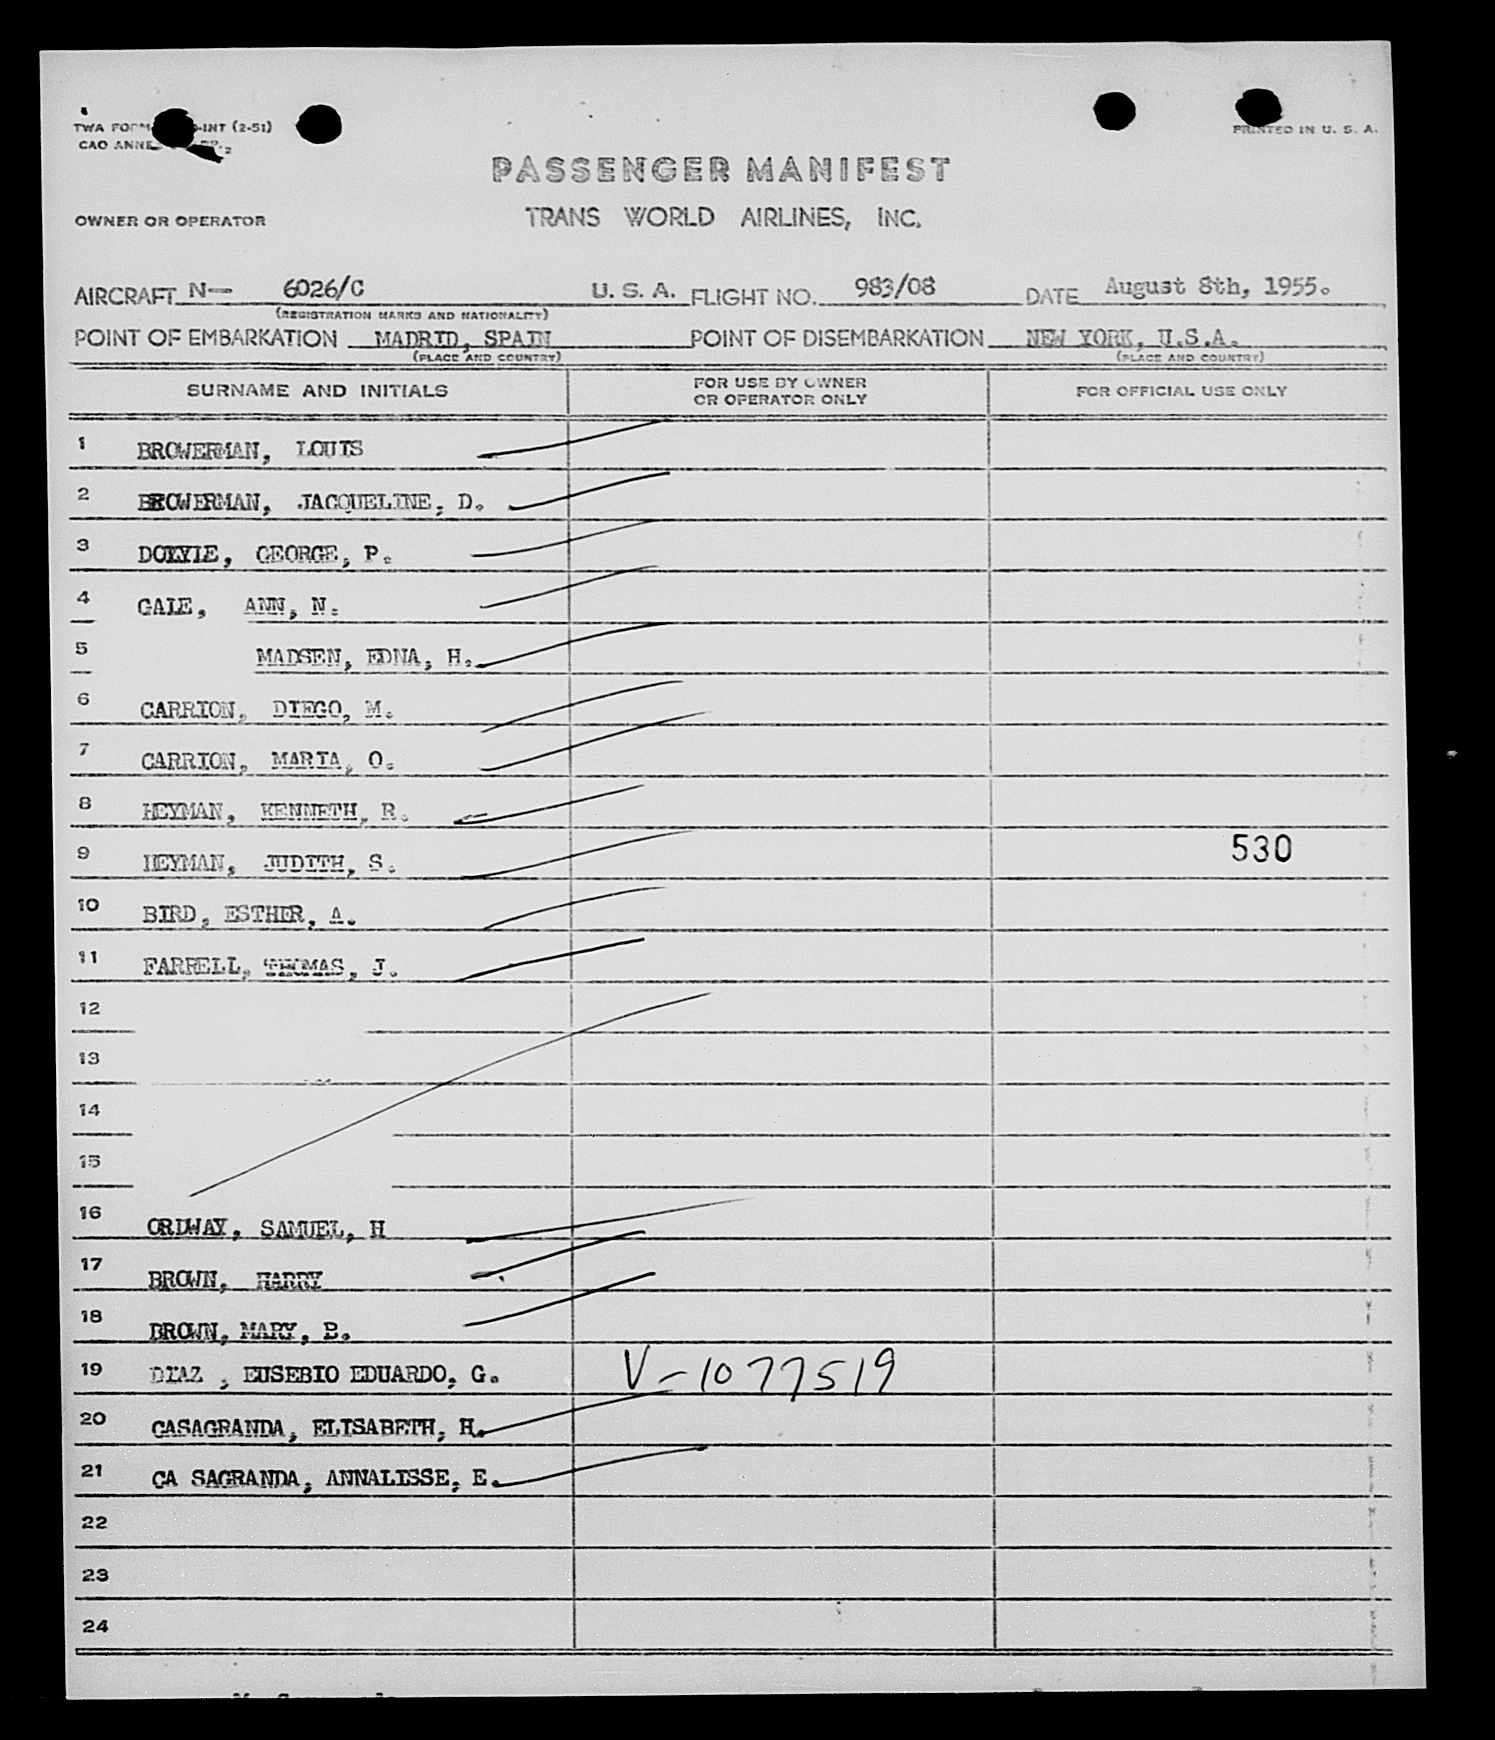 TWA FORM -INT (2-51)
PRINTED IN U. S. A.
CAO ANNE
PASSENGER MANIFEST
OWNER OR OPERATOR TRANS WORLD AIRLINES, INC.
AIRCRAFT N— 6026/C U. S. A. FLIGHT NO. 983/08 DATE August 8th, 1955.
(REGISTRATION MARKS AND NATIONALITY)
POINT OF EMBARKATION MADRID, SPAIN POINT OF DISEMBARKATION NEW YORK, U.S.A.
(PLACE AND COUNTRY) (PLACE AND COUNTRY)
SURNAME AND INITIALS FOR USE BY OWNER OR OPERATOR ONLY FOR OFFICIAL USE ONLY
1 BROWERMAN, LOUIS
2 BROWERMAN, JACQUELINE, D.
3 GEORGE, P.
4 GALE, ANN, N.
5 MADSEN, EDNA, H.
6 CARRION, DIEGO, M.
7 CARRION, MARIA, O.
8 HEYMAN, KENNETH, R.
9 HEYMAN, JUDITH, S. 530
10 BIRD, ESTHER, A.
11 FARRELL, THOMAS, J.
12
13
14
15
16 ORDWAY, SAMUEL, H
17 BROWN, HARRY
18 BROWN, MARY, B.
19 DIAZ , EUSEBIO EDUARDO, G. V-1077519
20 CASAGRANDA, ELISABETH, H.
21 CA SAGRANDA, ANNALISSE, E.
22
23
24